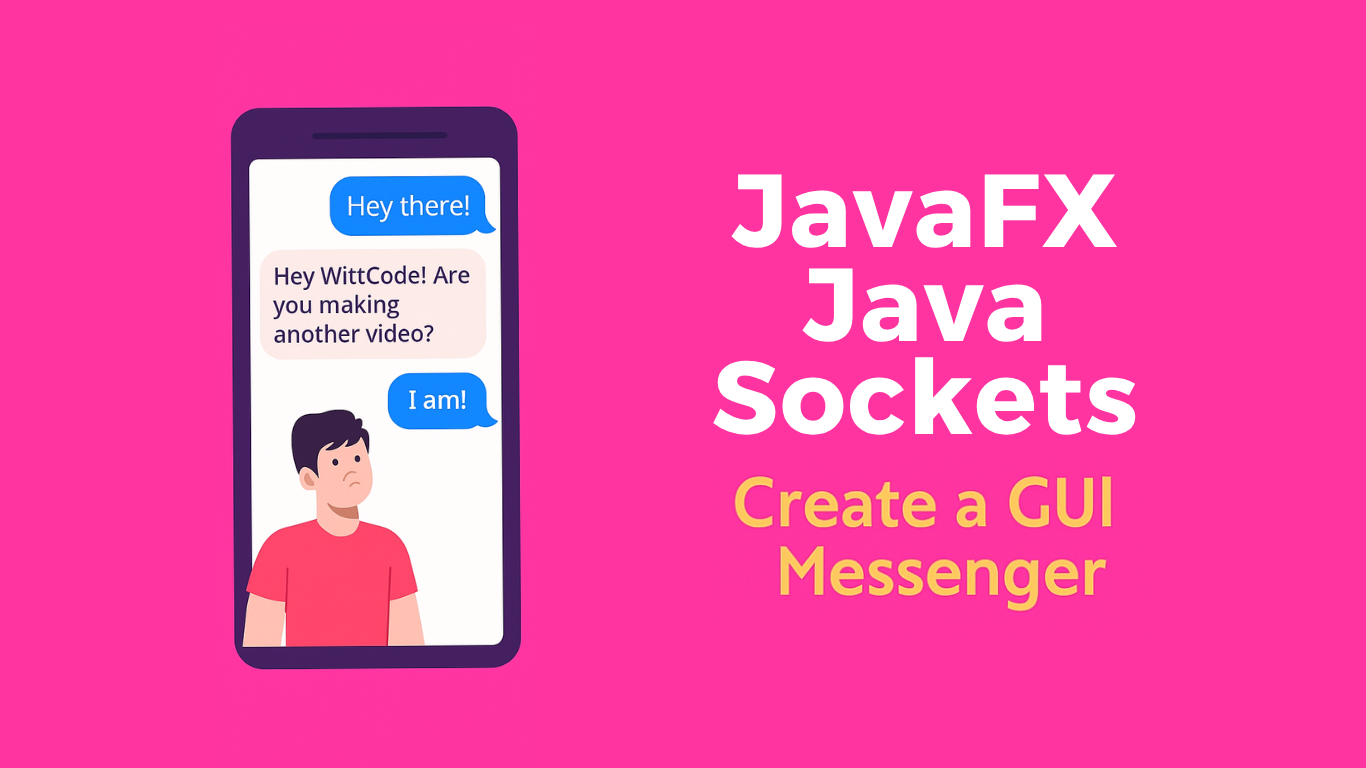 Hey there!
Hey WittCode! Are
you making
another video?
I am!
JavaFX
Java
Sockets
Create a GUI
Messenger